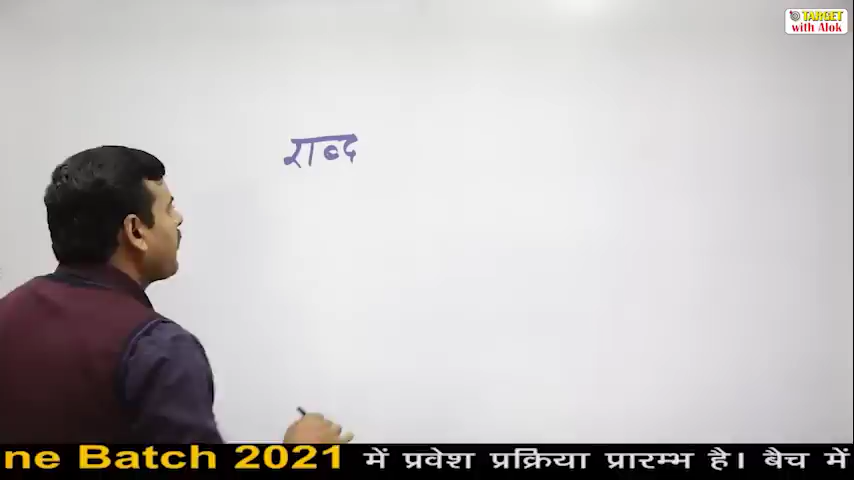 TARGET
with Alok
शब्द
ne Batch 2021 में प्रवेश प्रक्रिया प्रारम्भ है। बैच में